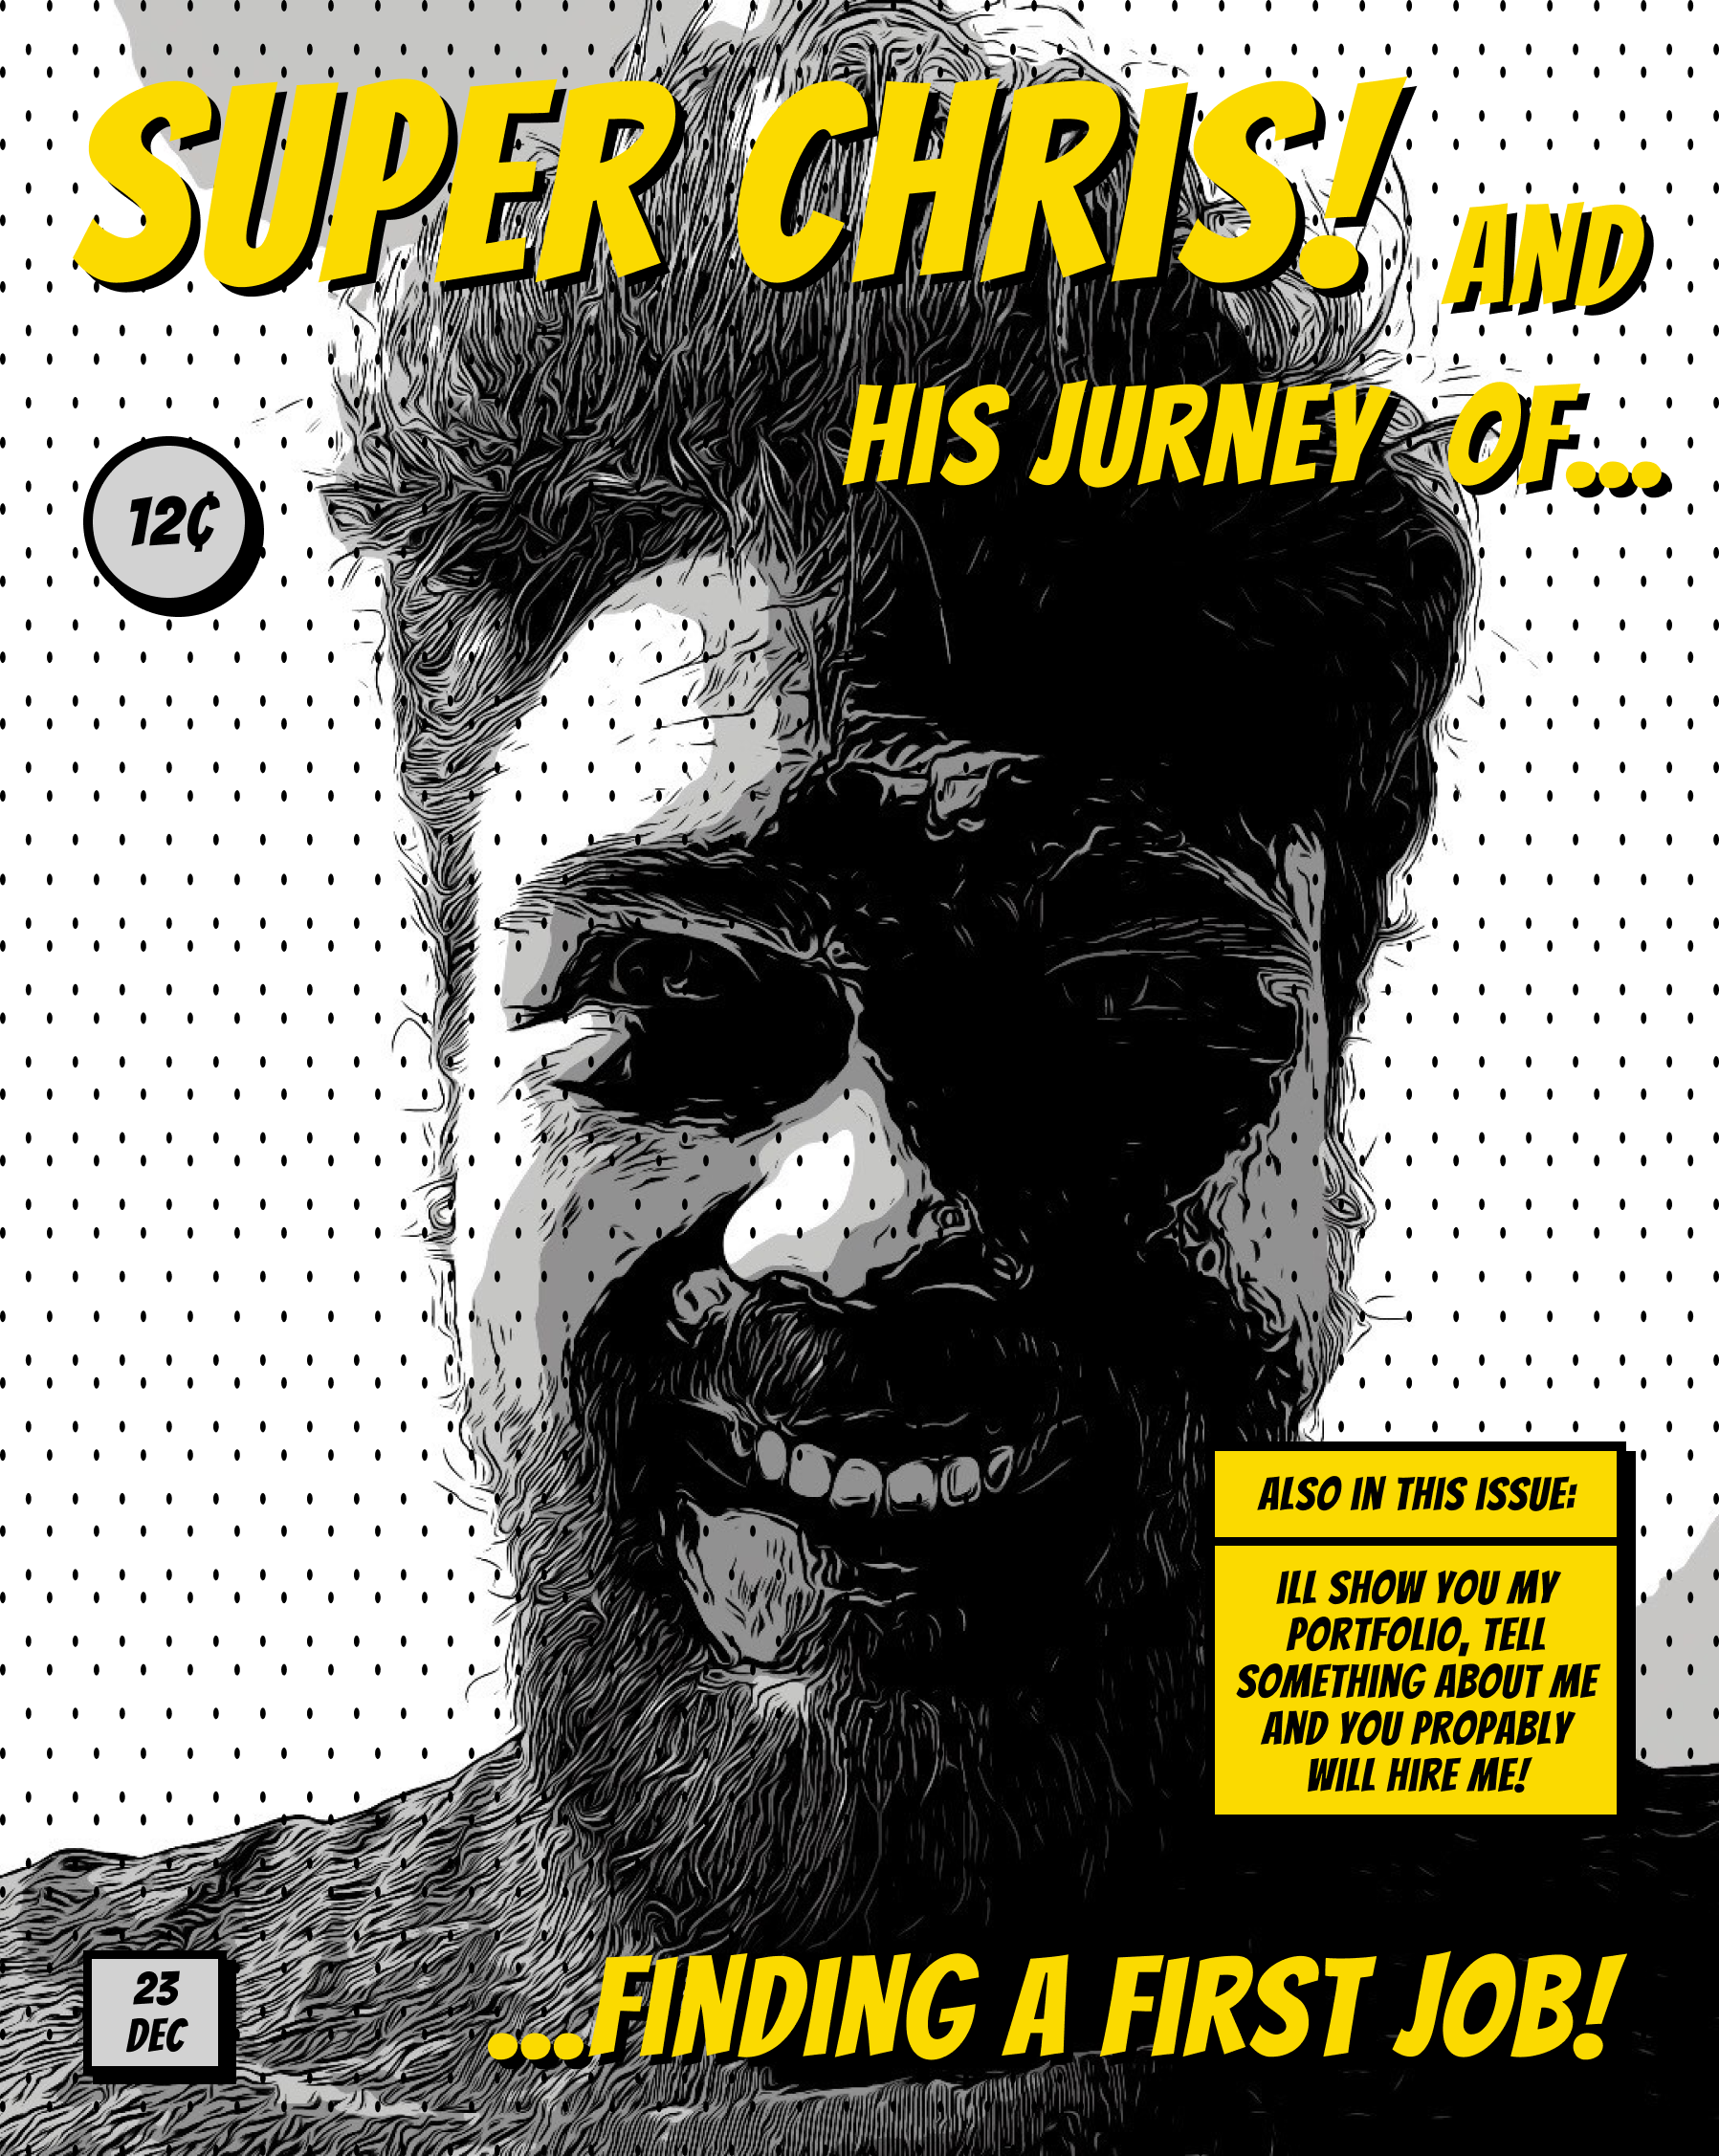 SUPER CHRIS! AND
HIS JURNEY OF...
12¢
ALSO IN THIS ISSUE:
ILL SHOW YOU MY
PORTFOLIO, TELL
SOMETHING ABOUT ME
AND YOU PROPABLY
WILL HIRE ME!
23
DEC
...FINDING A FIRST JOB!